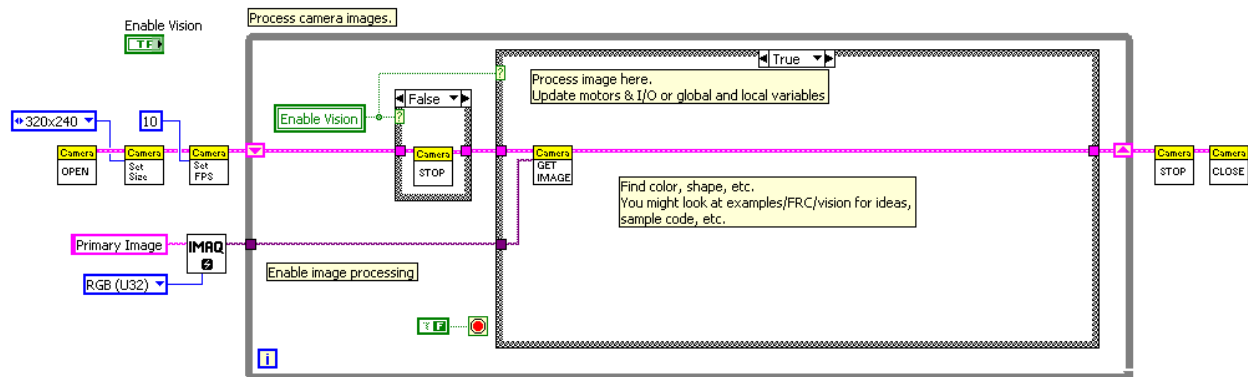 Process camera images.
Enable Vision
TF
True
Process image here.
Update motors & I/O or global and local variables
False
320x240
10
Enable Vision
Camera
OPEN
Camera
Set
Size
Camera
Set
FPS
Camera
STOP
Camera
GET
IMAGE
Camera
STOP
Camera
CLOSE
Find color, shape, etc.
You might look at examples/FRC/vision for ideas,
sample code, etc.
Primary Image
IMAQ
Enable image processing
RGB (U32)
T F
i